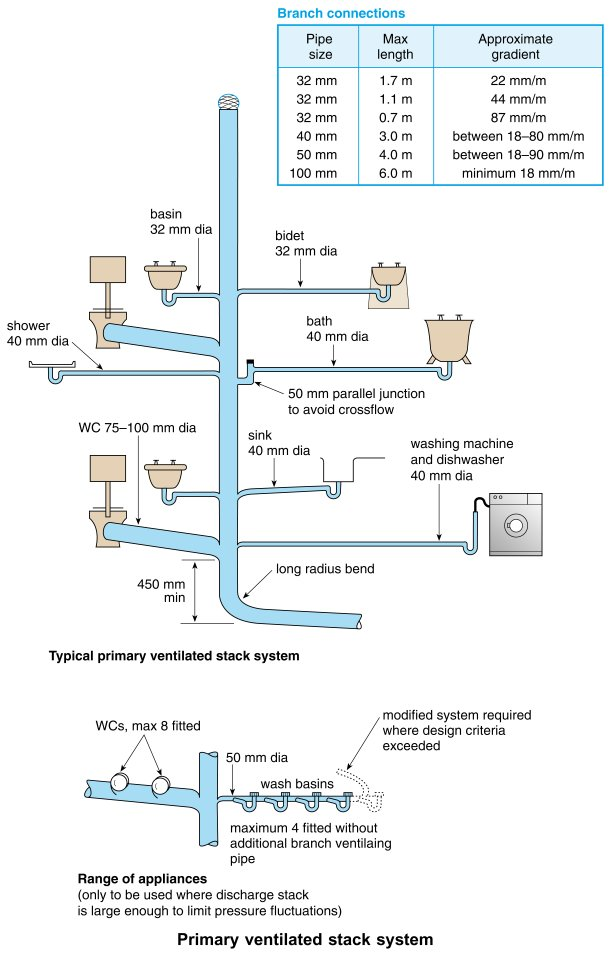 Branch connections
Pipe size Max length Approximate gradient
32 mm 1.7 m 22 mm/m
32 mm 1.1 m 44 mm/m
32 mm 0.7 m 87 mm/m
40 mm 3.0 m between 18–80 mm/m
50 mm 4.0 m between 18–90 mm/m
100 mm 6.0 m minimum 18 mm/m
basin
32 mm dia
bidet
32 mm dia
shower
40 mm dia
bath
40 mm dia
50 mm parallel junction
to avoid crossflow
WC 75–100 mm dia
sink
40 mm dia
washing machine
and dishwasher
40 mm dia
450 mm
min
long radius bend
Typical primary ventilated stack system
WCs, max 8 fitted
50 mm dia
wash basins
modified system required
where design criteria
exceeded
maximum 4 fitted without
additional branch ventilaing
pipe
Range of appliances
(only to be used where discharge stack
is large enough to limit pressure fluctuations)
Primary ventilated stack system